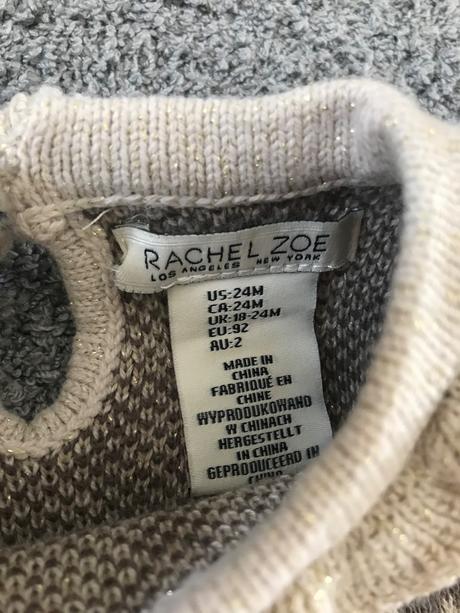 RACHEL ZOE
LOS ANGELES NEW YORK
US:24M
CA:24M
UK:18-24M
EU:92
AU:2
MADE IN
CHINA
FABRIQUÉ EN
CHINE
WYPRODUKOWANO
W CHINACH
HERGESTELLT
IN CHINA
GEPRODUCEERD IN
CHINA